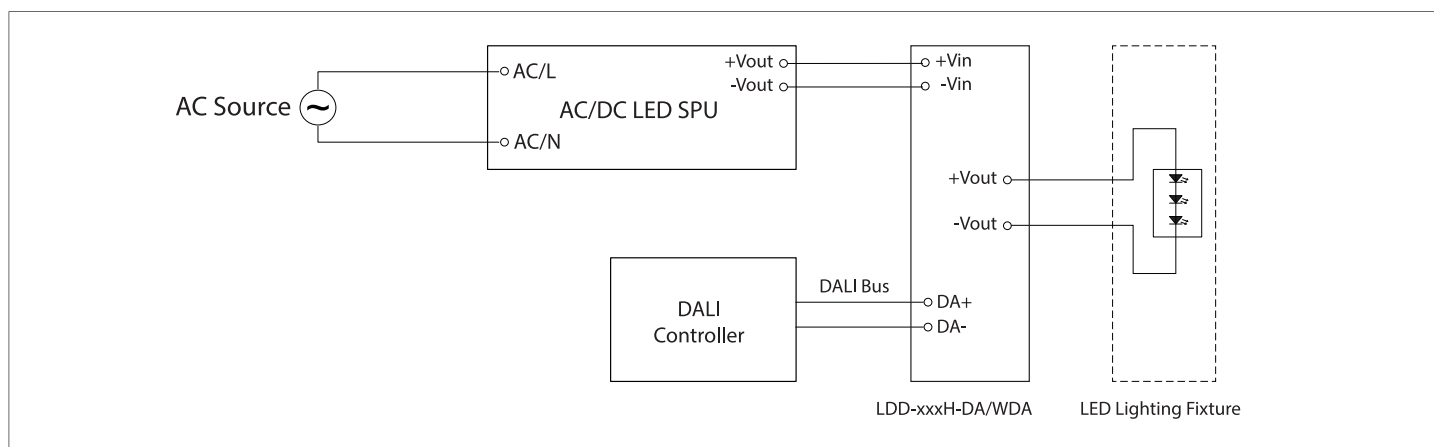 AC Source
~
AC/L
+Vout
-Vout
AC/DC LED SPU
AC/N
+Vin
-Vin
+Vout
-Vout
DALI Bus
DALI
Controller
DA+
DA-
LDD-xxxH-DA/WDA
LED Lighting Fixture